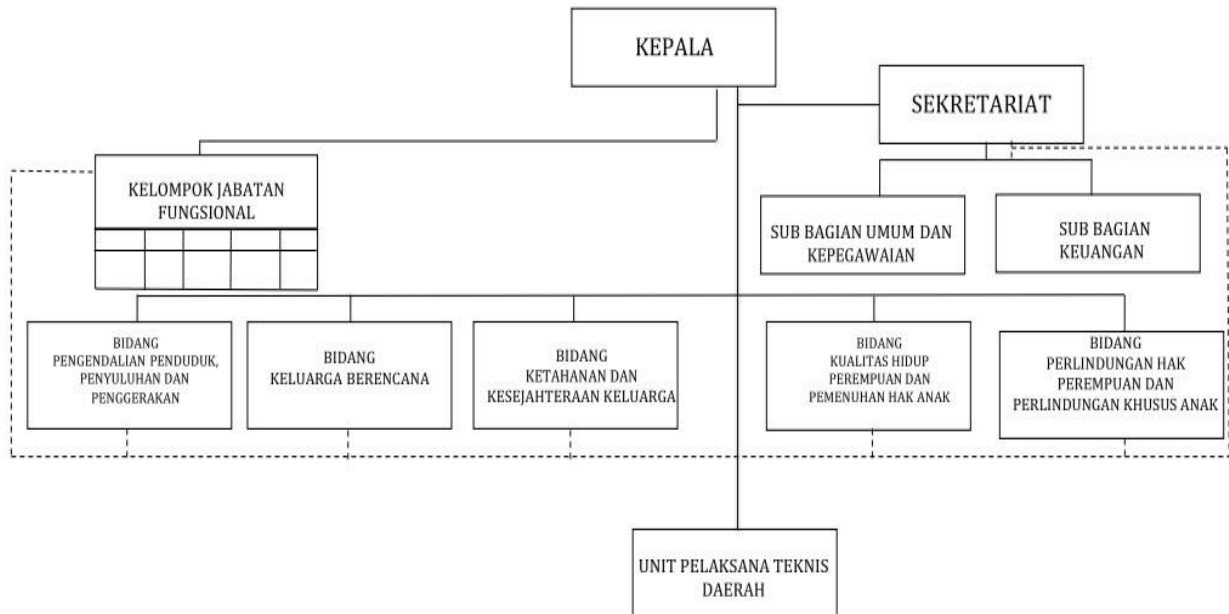 KEPALA
SEKRETARIAT
KELOMPOK JABATAN
FUNGSIONAL
SUB BAGIAN UMUM DAN
KEPEGAWAIAN
SUB BAGIAN
KEUANGAN
BIDANG
PENGENDALIAN PENDUDUK,
PENYULUHAN DAN
PENGGERAKAN
BIDANG
KELUARGA BERENCANA
BIDANG
KETAHANAN DAN
KESEJAHTERAAN KELUARGA
BIDANG
KUALITAS HIDUP
PEREMPUAN DAN
PEMENUHAN HAK ANAK
BIDANG
PERLINDUNGAN HAK
PEREMPUAN DAN
PERLINDUNGAN KHUSUS ANAK
UNIT PELAKSANA TEKNIS
DAERAH